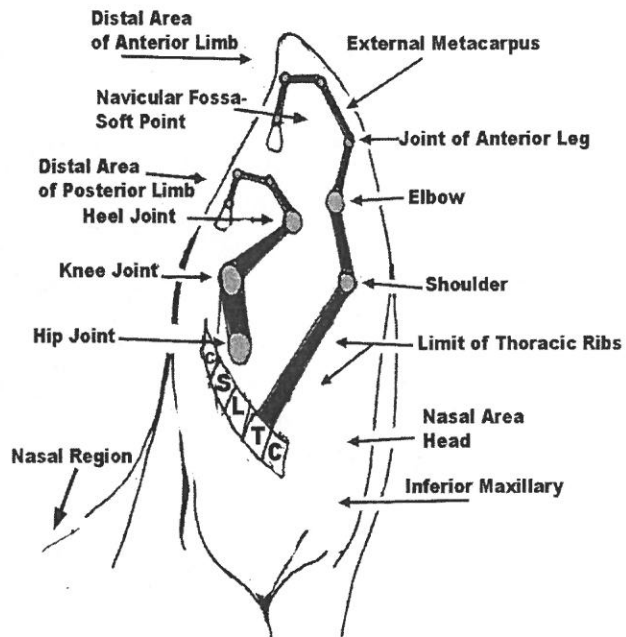 Distal Area
of Anterior Limb
External Metacarpus
Navicular Fossa-
Soft Point
Joint of Anterior Leg
Distal Area
of Posterior Limb
Heel Joint
Elbow
Knee Joint
Shoulder
Hip Joint
Limit of Thoracic Ribs
C
S
L
T
C
Nasal Area
Head
Nasal Region
Inferior Maxillary